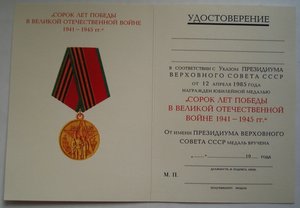 „СОРОК ЛЕТ ПОБЕДЫ
В ВЕЛИКОЙ ОТЕЧЕСТВЕННОЙ ВОЙНЕ
1941–1945 гг."
УДОСТОВЕРЕНИЕ
В СООТВЕТСТВИИ С УКАЗОМ ПРЕЗИДИУМА
ВЕРХОВНОГО СОВЕТА СССР
ОТ 12 АПРЕЛЯ 1985 ГОДА
НАГРАЖДЕН ЮБИЛЕЙНОЙ МЕДАЛЬЮ
„СОРОК ЛЕТ ПОБЕДЫ
В ВЕЛИКОЙ ОТЕЧЕСТВЕННОЙ
ВОЙНЕ 1941–1945 гг."
ОТ ИМЕНИ ПРЕЗИДИУМА ВЕРХОВНОГО
СОВЕТА СССР МЕДАЛЬ ВРУЧЕНА
19 года
М. П.